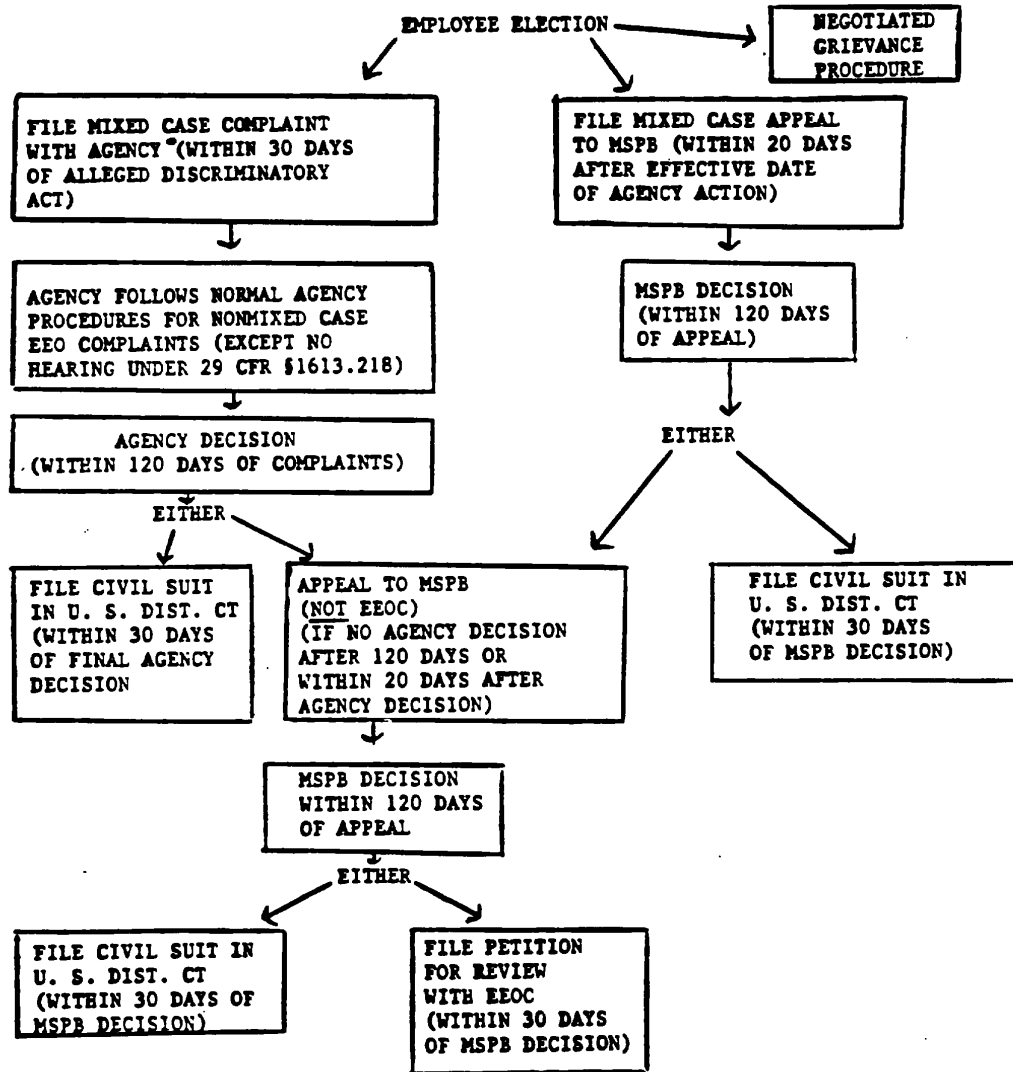 EMPLOYEE ELECTION
NEGOTIATED
GRIEVANCE
PROCEDURE
FILE MIXED CASE COMPLAINT
WITH AGENCY (WITHIN 30 DAYS
OF ALLEGED DISCRIMINATORY
ACT)
FILE MIXED CASE APPEAL
TO MSPB (WITHIN 20 DAYS
AFTER EFFECTIVE DATE
OF AGENCY ACTION)
AGENCY FOLLOWS NORMAL AGENCY
PROCEDURES FOR NONMIXED CASE
EEO COMPLAINTS (EXCEPT NO
HEARING UNDER 29 CFR §1613.218)
MSPB DECISION
(WITHIN 120 DAYS
OF APPEAL)
AGENCY DECISION
(WITHIN 120 DAYS OF COMPLAINTS)
EITHER
EITHER
FILE CIVIL SUIT
IN U. S. DIST. CT
(WITHIN 30 DAYS
OF FINAL AGENCY
DECISION
APPEAL TO MSPB
(NOT EEOC)
(IF NO AGENCY DECISION
AFTER 120 DAYS OR
WITHIN 20 DAYS AFTER
AGENCY DECISION)
FILE CIVIL SUIT IN
U. S. DIST. CT
(WITHIN 30 DAYS
OF MSPB DECISION)
MSPB DECISION
WITHIN 120 DAYS
OF APPEAL
EITHER
FILE CIVIL SUIT IN
U. S. DIST. CT
(WITHIN 30 DAYS OF
MSPB DECISION)
FILE PETITION
FOR REVIEW
WITH EEOC
(WITHIN 30 DAYS
OF MSPB DECISION)